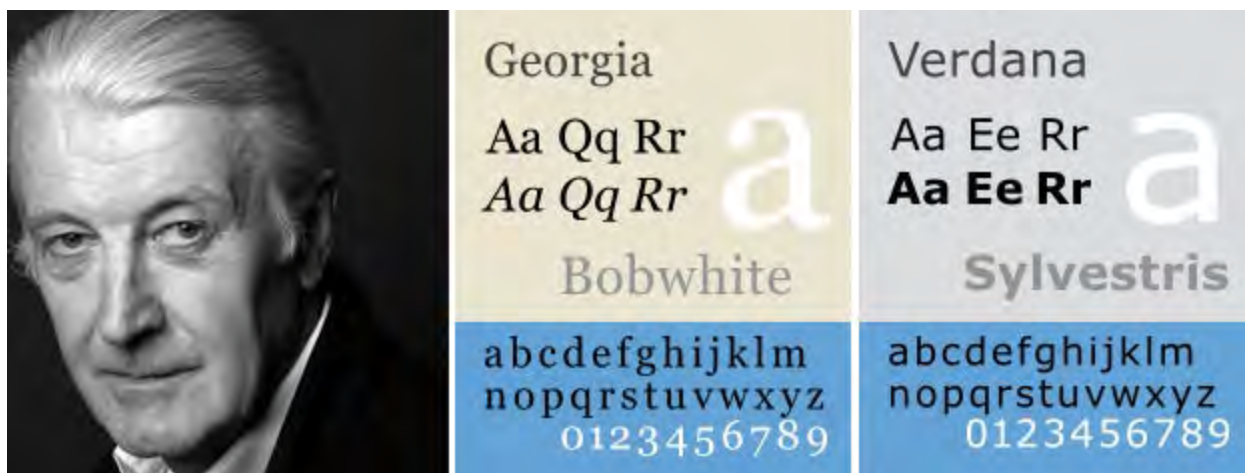 Georgia
Aa Qq Rr
Aa Qq Rr
a
Bobwhite
abcdefghijklm
nopqrstuvwxyz
0123456789
Verdana
Aa Ee Rr
Aa Ee Rr
a
Sylvestris
abcdefghijklm
nopqrstuvwxyz
0123456789